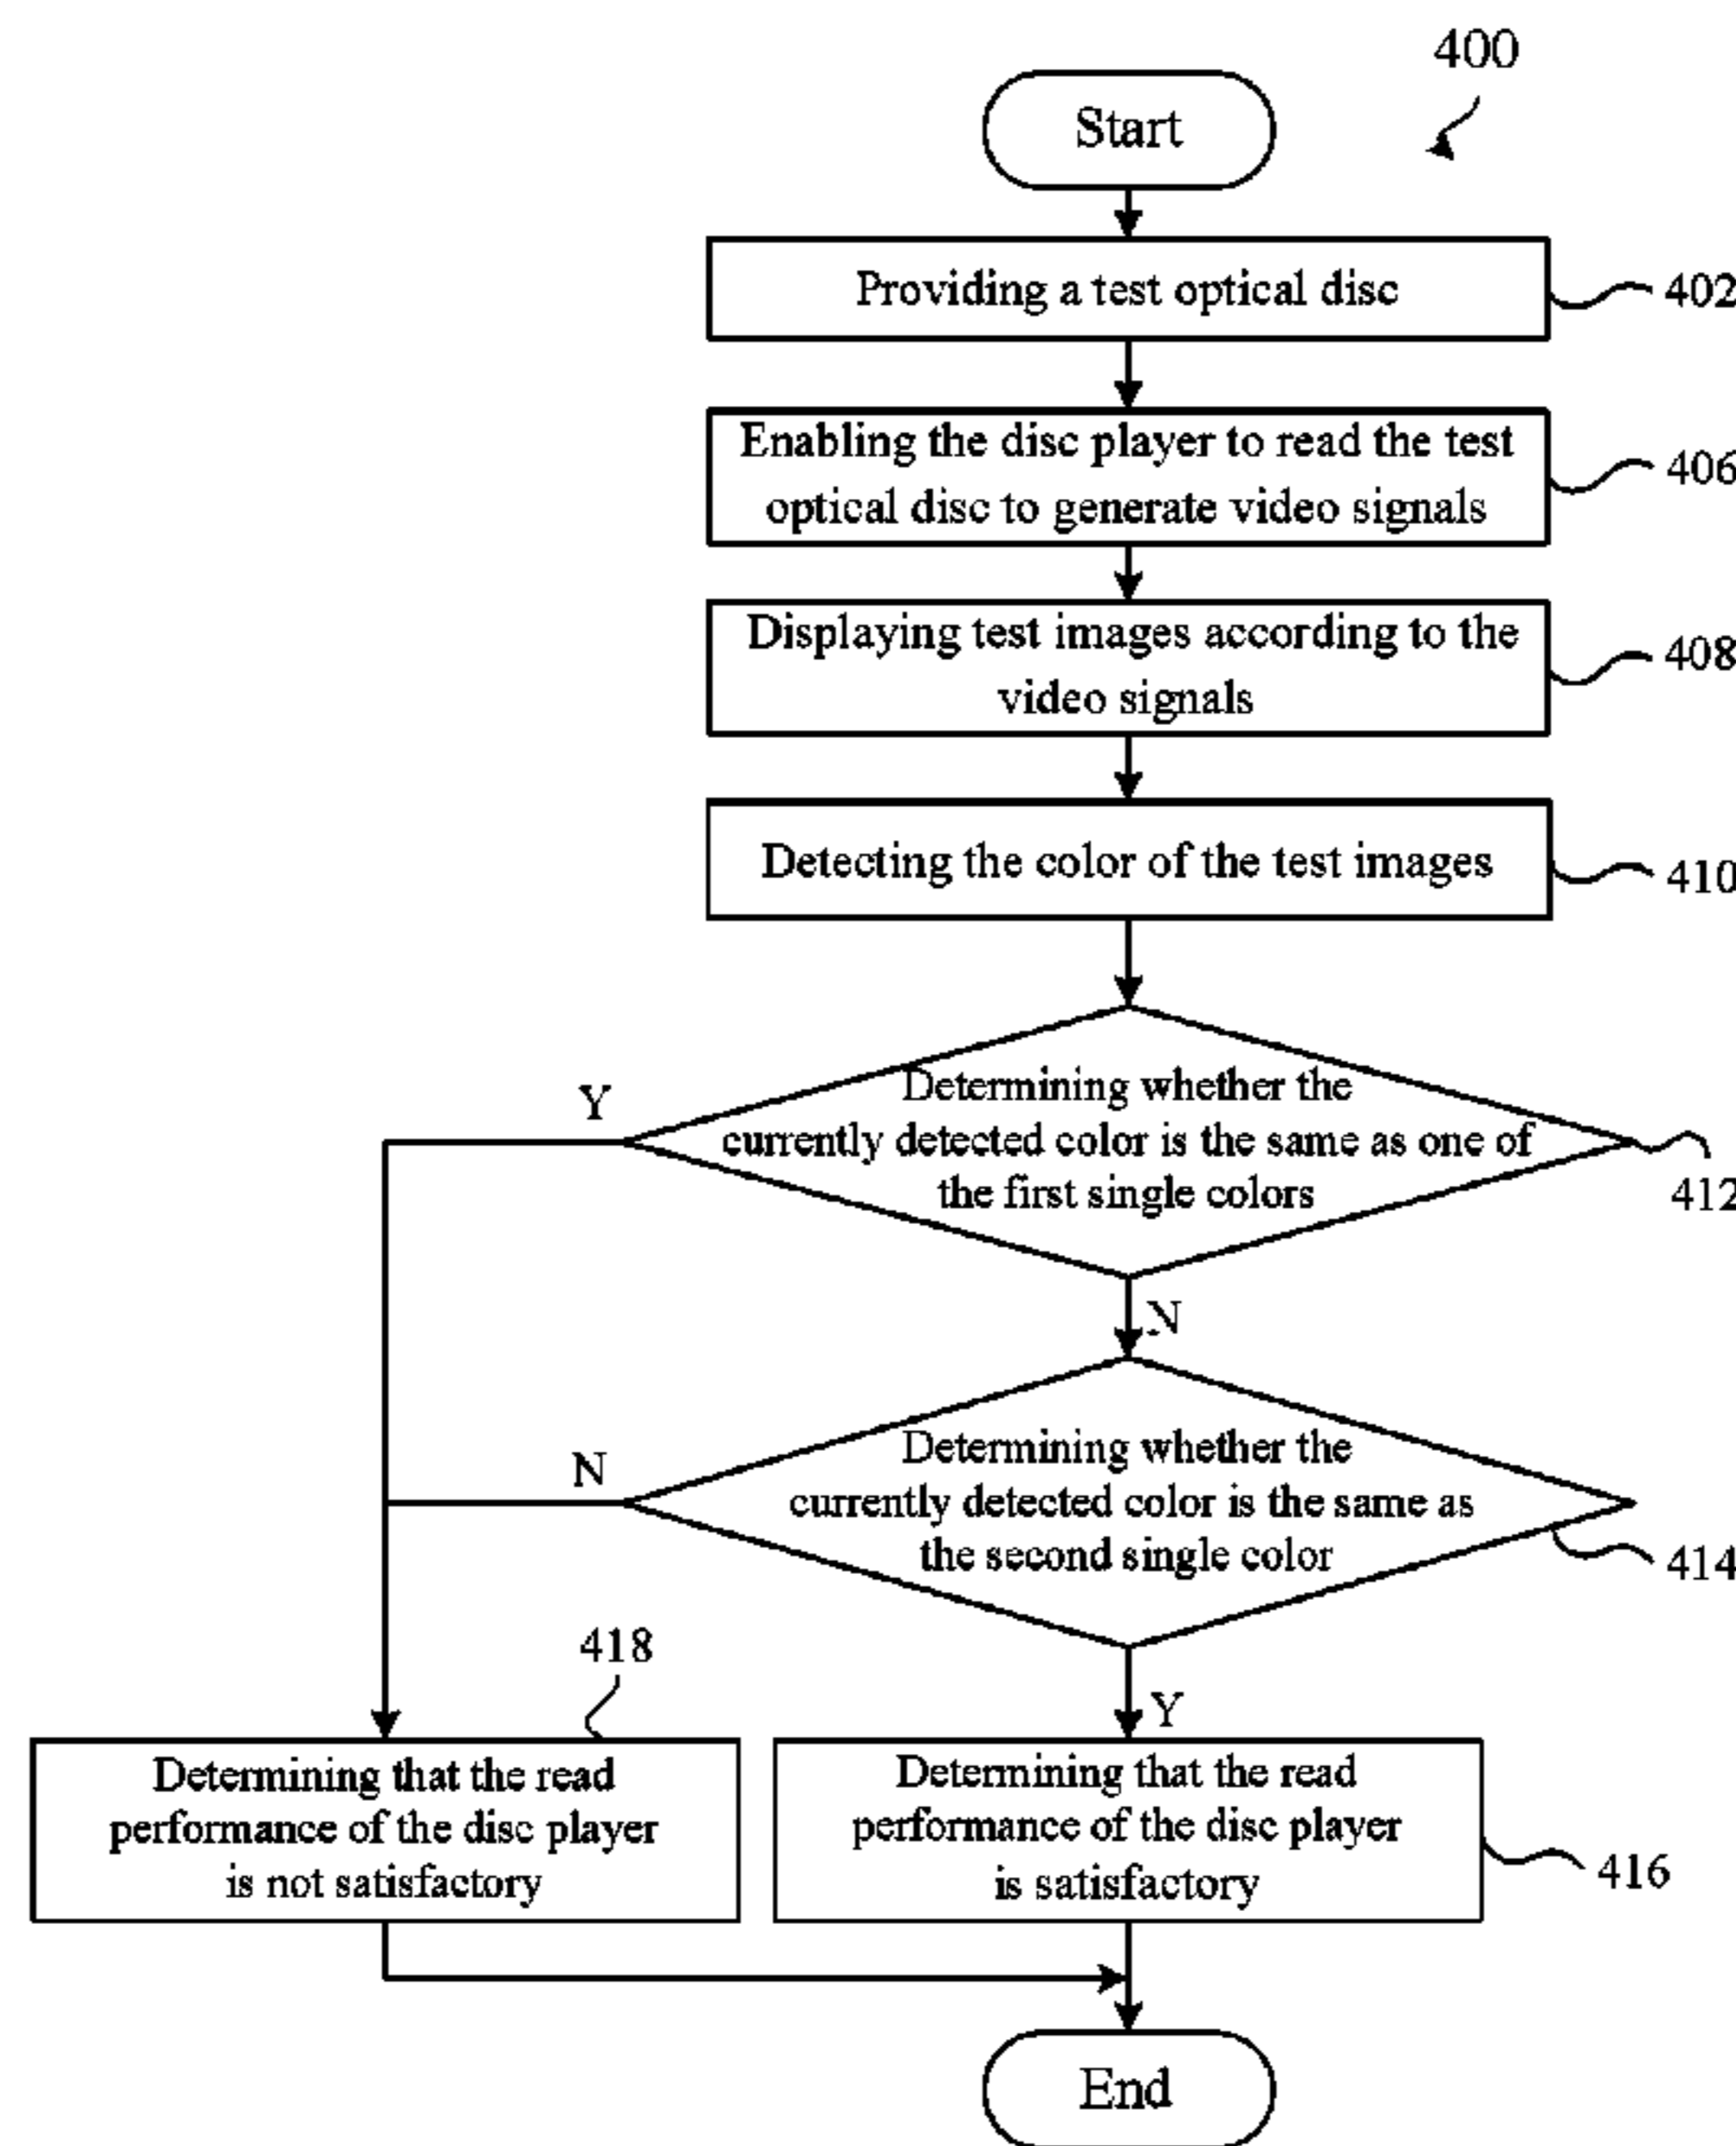 400
Start
Providing a test optical disc
402
Enabling the disc player to read the test
optical disc to generate video signals
406
Displaying test images according to the
video signals
408
Detecting the color of the test images
410
Determining whether the
currently detected color is the same as one of
the first single colors
Y
412
N
Determining whether the
currently detected color is the same as
the second single color
N
414
418
Y
Determining that the read
performance of the disc player
is not satisfactory
Determining that the read
performance of the disc player
is satisfactory
416
End